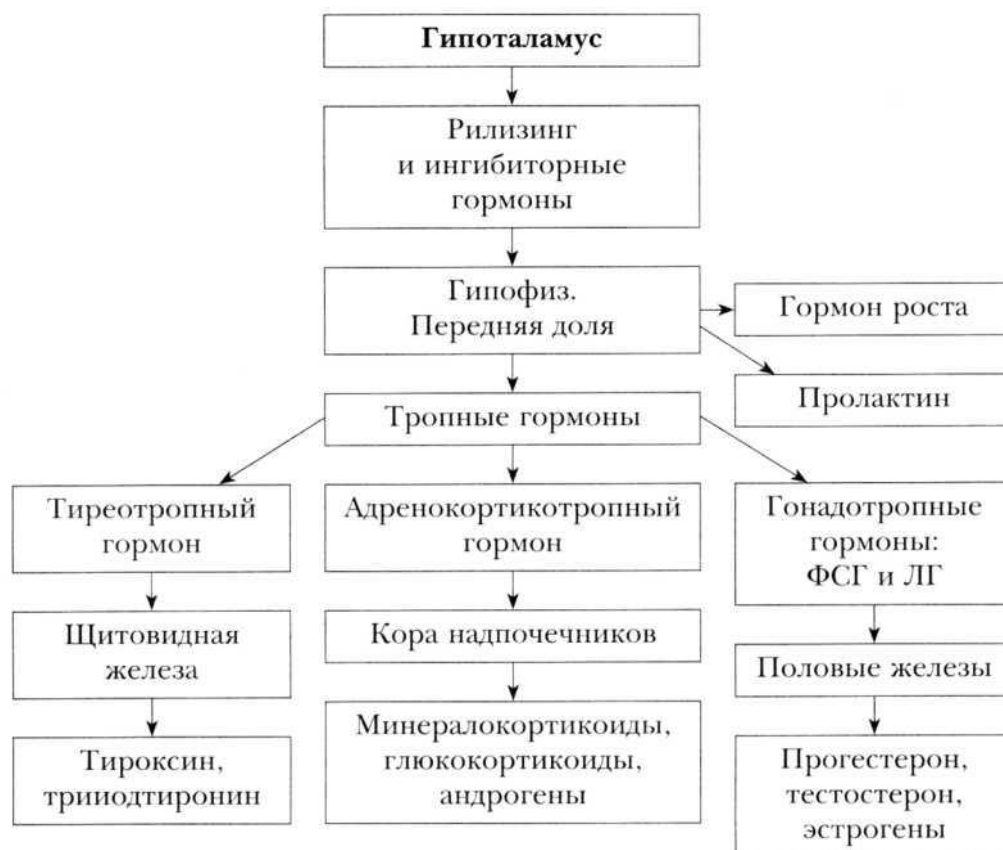 Гипоталамус
Рилизинг
и ингибиторные
гормоны
Гипофиз.
Передняя доля
Гормон роста
Пролактин
Тропные гормоны
Тиреотропный
гормон
Адренокортикотропный
гормон
Гонадотропные
гормоны:
ФСГ и ЛГ
Щитовидная
железа
Кора надпочечников
Половые железы
Тироксин,
трииодтиронин
Минералокортикоиды,
глюкокортикоиды,
андрогены
Прогестерон,
тестостерон,
эстрогены